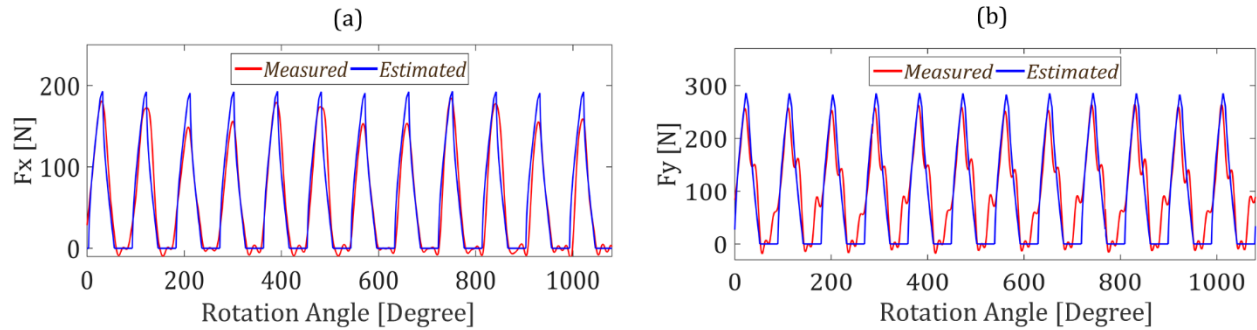 (a)
Measured Estimated
200
100
0
Fx [N]
0 200 400 600 800 1000
Rotation Angle [Degree]
(b)
Measured Estimated
300
200
100
0
Fy [N]
0 200 400 600 800 1000
Rotation Angle [Degree]